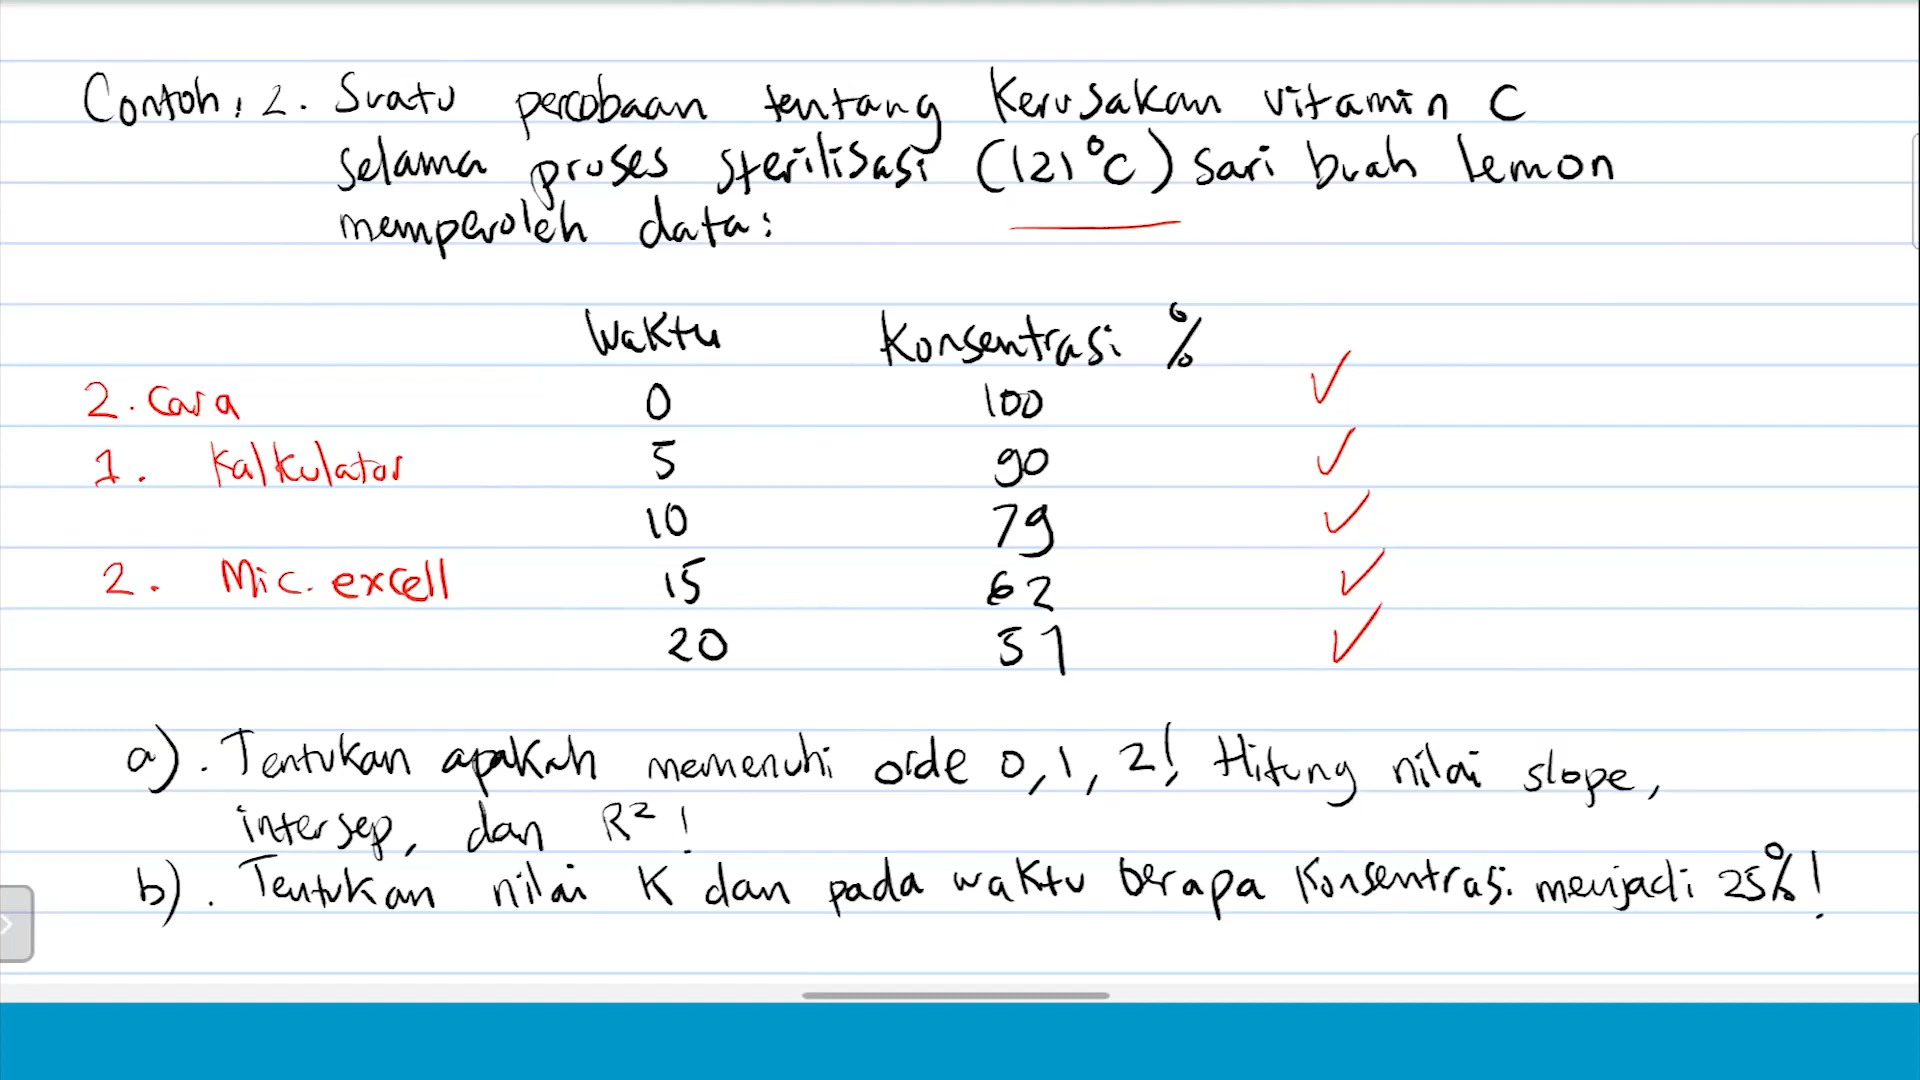 Contoh: 2. Suatu percobaan tentang Kerusakan vitamin C
selama proses sterilisasi (121°C) sari buah lemon
memperoleh data:
Waktu Konsentrasi %
2. Cara 0 100 ✓
1. Kalkulator 5 90 ✓
10 79 ✓
2. Mic. excell 15 62 ✓
20 51 ✓
a). Tentukan apakah memenuhi orde 0, 1, 2! Hitung nilai slope,
intersep, dan R²!
b). Tentukan nilai K dan pada waktu berapa Konsentrasi menjadi 25%!